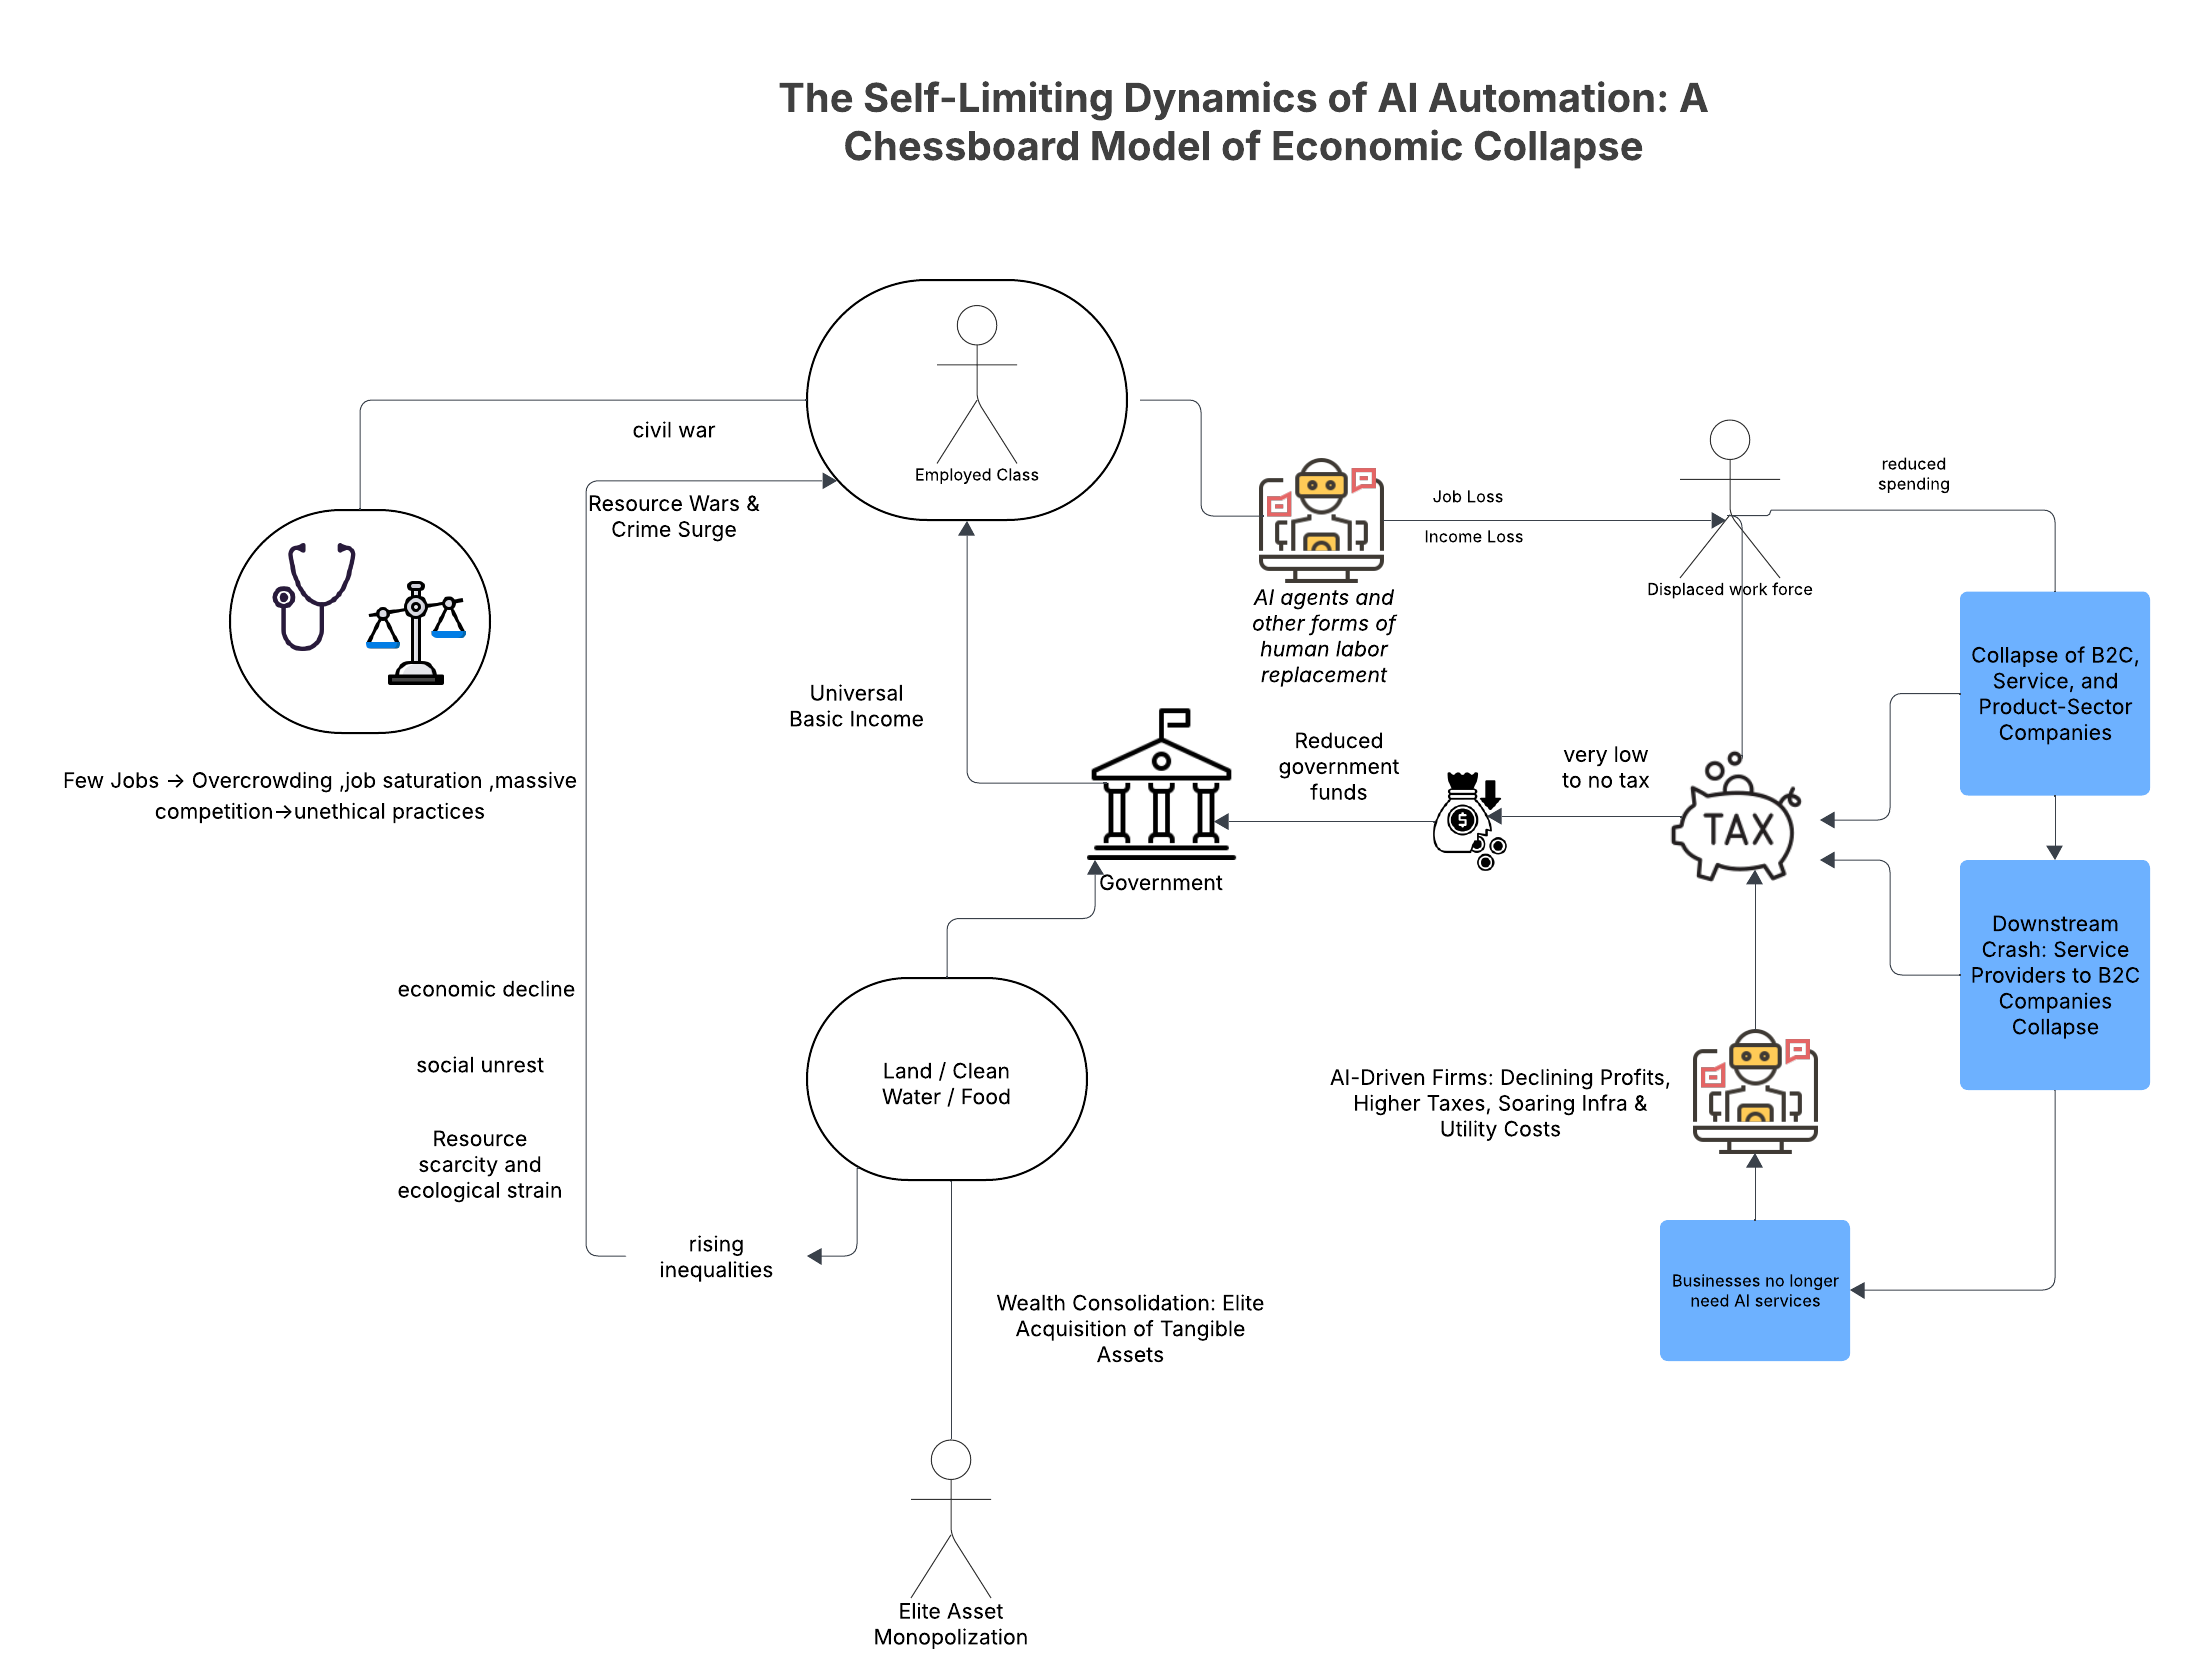 The Self-Limiting Dynamics of AI Automation: A
Chessboard Model of Economic Collapse
civil war
Employed Class
Resource Wars &
Crime Surge
Job Loss
Income Loss
reduced
spending
AI agents and
other forms of
human labor
replacement
Displaced work force
Collapse of B2C,
Service, and
Product-Sector
Companies
Universal
Basic Income
Few Jobs → Overcrowding ,job saturation ,massive
competition→unethical practices
Reduced
government
funds
very low
to no tax
$
TAX
Government
Downstream
Crash: Service
Providers to B2C
Companies
Collapse
economic decline
social unrest
Resource
scarcity and
ecological strain
Land / Clean
Water / Food
AI-Driven Firms: Declining Profits,
Higher Taxes, Soaring Infra &
Utility Costs
rising
inequalities
Businesses no longer
need AI services
Wealth Consolidation: Elite
Acquisition of Tangible
Assets
Elite Asset
Monopolization